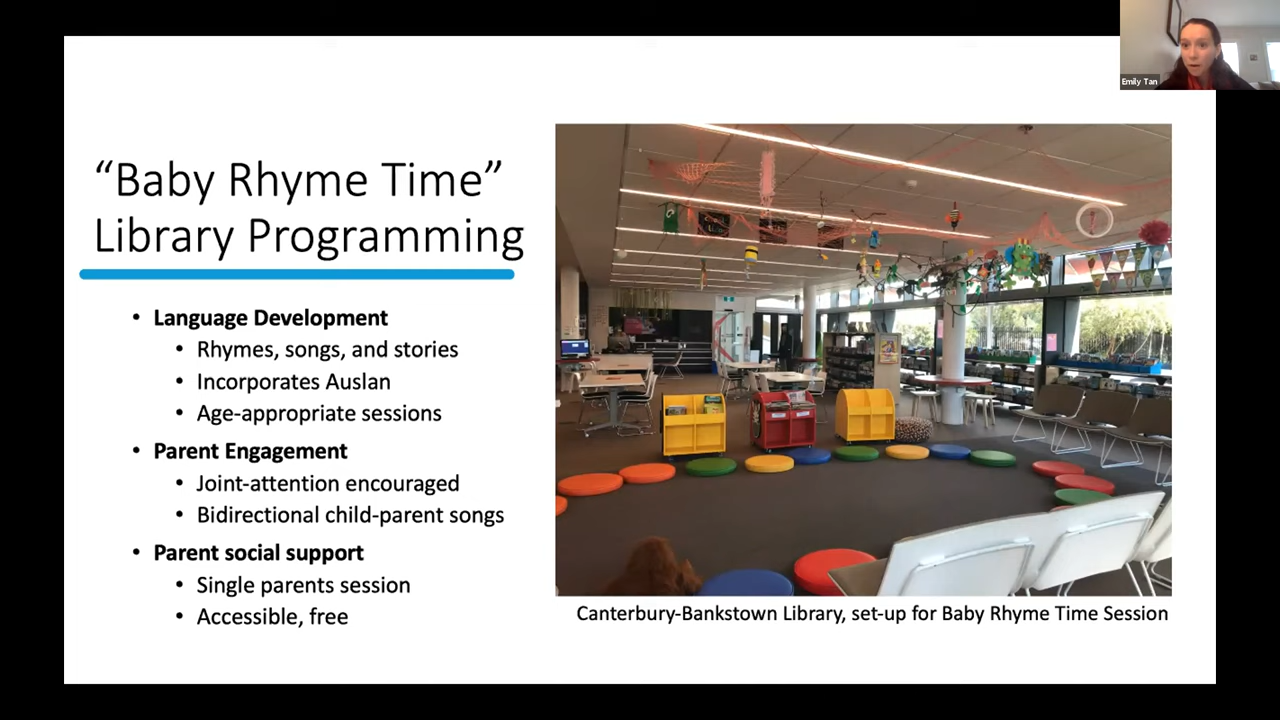 Emily Tan
“Baby Rhyme Time”
Library Programming
• Language Development
• Rhymes, songs, and stories
• Incorporates Auslan
• Age-appropriate sessions
• Parent Engagement
• Joint-attention encouraged
• Bidirectional child-parent songs
• Parent social support
• Single parents session
• Accessible, free
Canterbury-Bankstown Library, set-up for Baby Rhyme Time Session